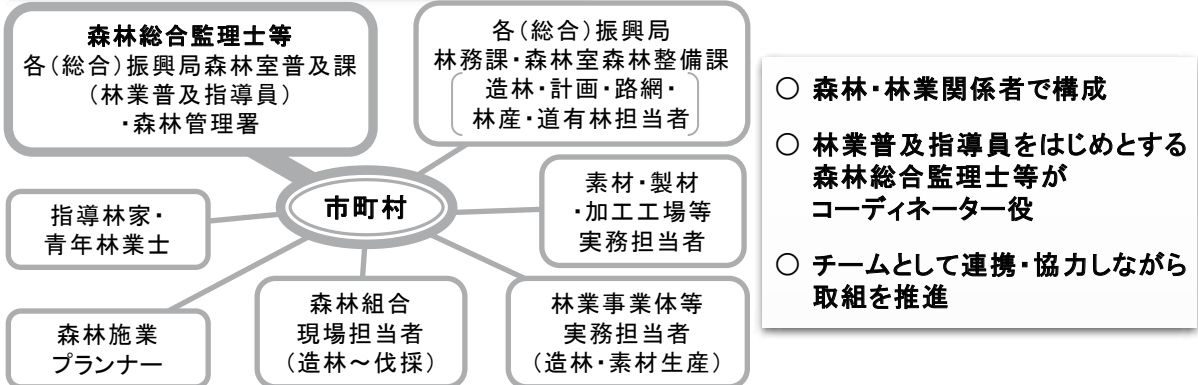 森林総合監理士等
各(総合)振興局森林室普及課
(林業普及指導員)
・森林管理署
各(総合)振興局
林務課・森林室森林整備課
造林・計画・路網・
林産・道有林担当者
市町村
指導林家・
青年林業士
素材・製材
・加工工場等
実務担当者
森林施業
プランナー
森林組合
現場担当者
(造林~伐採)
林業事業体等
実務担当者
(造林・素材生産)
○ 森林・林業関係者で構成
○ 林業普及指導員をはじめとする
森林総合監理士等が
コーディネーター役
○ チームとして連携・協力しながら
取組を推進